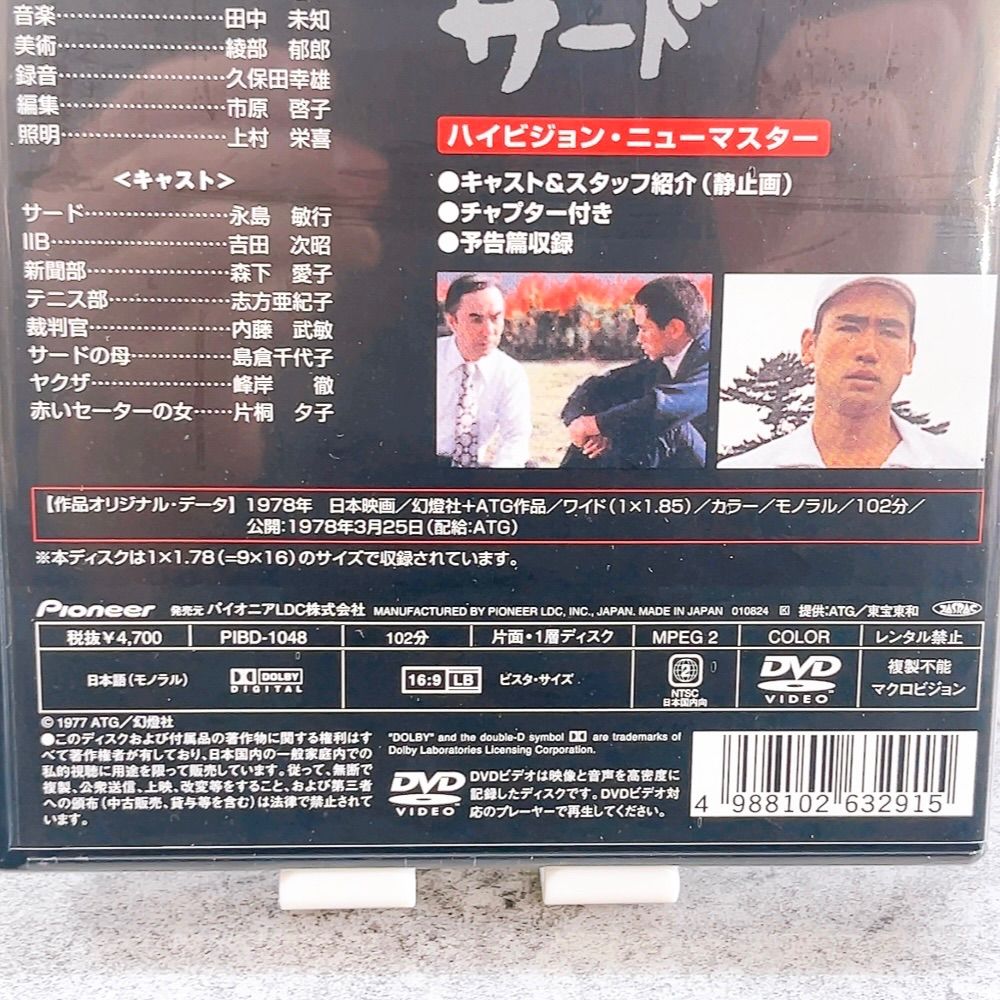 音楽……………田中　未知
美術……………綾部　郁郎
録音……………久保田幸雄
編集……………市原　啓子
照明……………上村　栄喜
<キャスト>
サード……………永島　敏行
IIB……………吉田　次昭
新聞部……………森下　愛子
テニス部……………志方亜紀子
裁判官……………内藤　武敏
サードの母……………島倉千代子
ヤクザ……………峰岸　徹
赤いセーターの女……片桐　夕子
サード
ハイビジョン・ニューマスター
●キャスト&スタッフ紹介(静止画)
●チャプター付き
●予告篇収録
【作品オリジナル・データ】1978年　日本映画／幻燈社+ATG作品／ワイド(1×1.85)／カラー／モノラル／102分／
公開:1978年3月25日(配給:ATG)
※本ディスクは1×1.78(=9×16)のサイズで収録されています。
Pioneer 発売元 パイオニアLDC株式会社 MANUFACTURED BY PIONEER LDC, INC., JAPAN. MADE IN JAPAN 010824 提供:ATG／東宝東和 JASRAC
税抜¥4,700 PIBD-1048 102分 片面・1層ディスク MPEG 2 COLOR レンタル禁止
日本語(モノラル) DOLBY DIGITAL 16:9 LB ビスタ・サイズ 2 NTSC 日本国内向 DVD VIDEO 複製不能 マクロビジョン
© 1977 ATG／幻燈社
●このディスクおよび付属品の著作物に関する権利はす
べて著作権者が有しており、日本国内の一般家庭内での
私的視聴に用途を限って販売しています。従って、無断で
複製、公衆送信、上映、改変等をすること、および第三者
への頒布(中古販売、貸与等を含む)は法律で禁止されて
います。
"DOLBY" and the double-D symbol are trademarks of
Dolby Laboratories Licensing Corporation.
DVD VIDEO
DVDビデオは映像と音声を高密度に
記録したディスクです。DVDビデオ対
応のプレーヤーで再生してください。
4 988102 632915